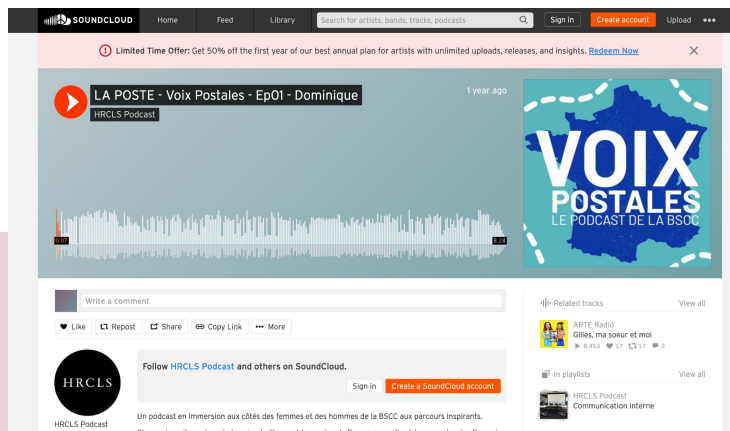 SOUNDCLOUD Home Feed Library Search for artists, bands, tracks, podcasts Sign in Create account Upload •••
Limited Time Offer: Get 50% off the first year of our best annual plan for artists with unlimited uploads, releases, and insights. Redeem Now
LA POSTE - Voix Postales - Ep01 - Dominique
1 year ago
HRCLS Podcast
0:07
8:28
VOIX
POSTALES
LE PODCAST DE LA BSCC
Write a comment
Like Repost Share Copy Link ••• More
HRCLS
HRCLS Podcast
Follow HRCLS Podcast and others on SoundCloud.
Sign in Create a SoundCloud account
Un podcast en immersion aux côtés des femmes et des hommes de la BSCC aux parcours inspirants.
Related tracks View all
ARTE Radio
Gilles, ma soeur et moi
8,453 17 17 3
In playlists View all
HRCLS Podcast
Communication interne